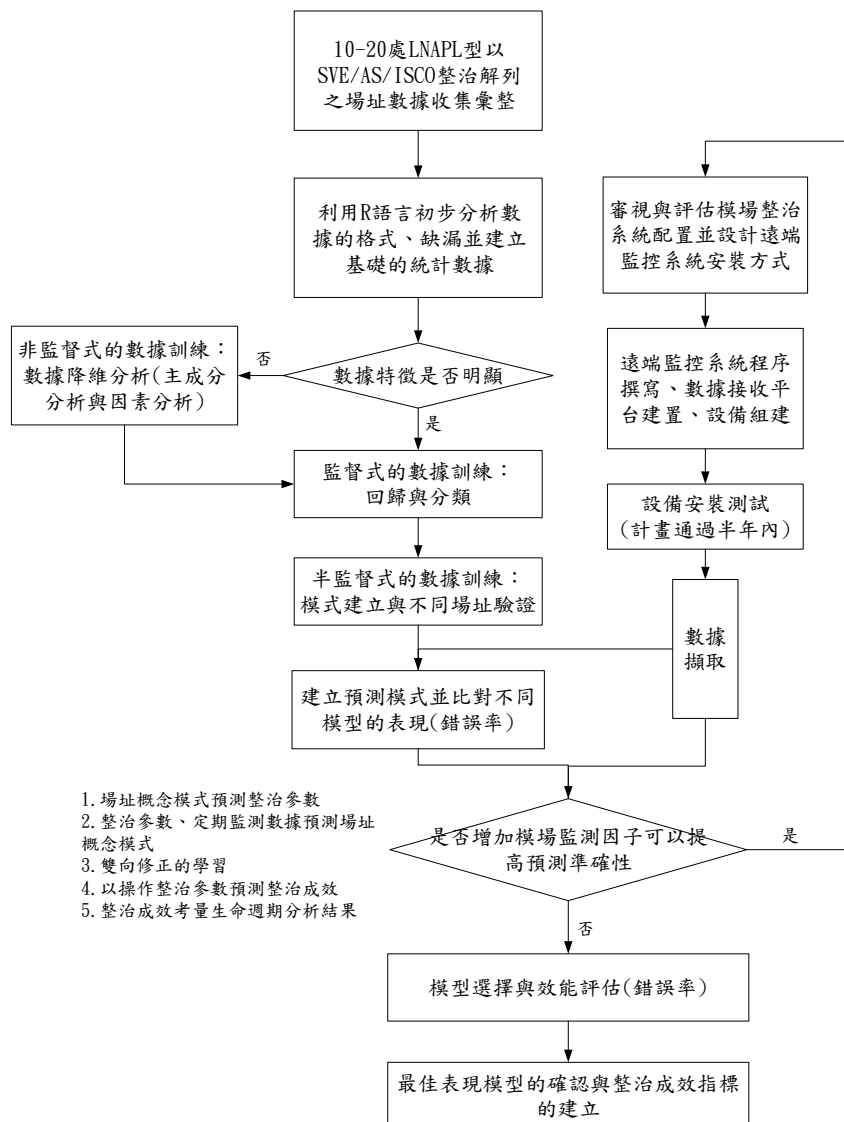 10-20處LNAPL型以
SVE/AS/ISCO整治解列
之場址數據收集彙整
利用R語言初步分析數
據的格式、缺漏並建立
基礎的統計數據
數據特徵是否明顯
否
是
非監督式的數據訓練：
數據降維分析(主成分
分析與因素分析)
監督式的數據訓練：
回歸與分類
半監督式的數據訓練：
模式建立與不同場址驗證
建立預測模式並比對不同
模型的表現(錯誤率)
審視與評估模場整治
系統配置並設計遠端
監控系統安裝方式
遠端監控系統程序
撰寫、數據接收平
台建置、設備組建
設備安裝測試
(計畫通過半年內)
數據
擷取
1.場址概念模式預測整治參數
2.整治參數、定期監測數據預測場址
概念模式
3.雙向修正的學習
4.以操作整治參數預測整治成效
5.整治成效考量生命週期分析結果
是否增加模場監測因子可以提
高預測準確性
是
否
模型選擇與效能評估(錯誤率)
最佳表現模型的確認與整治成效指標
的建立